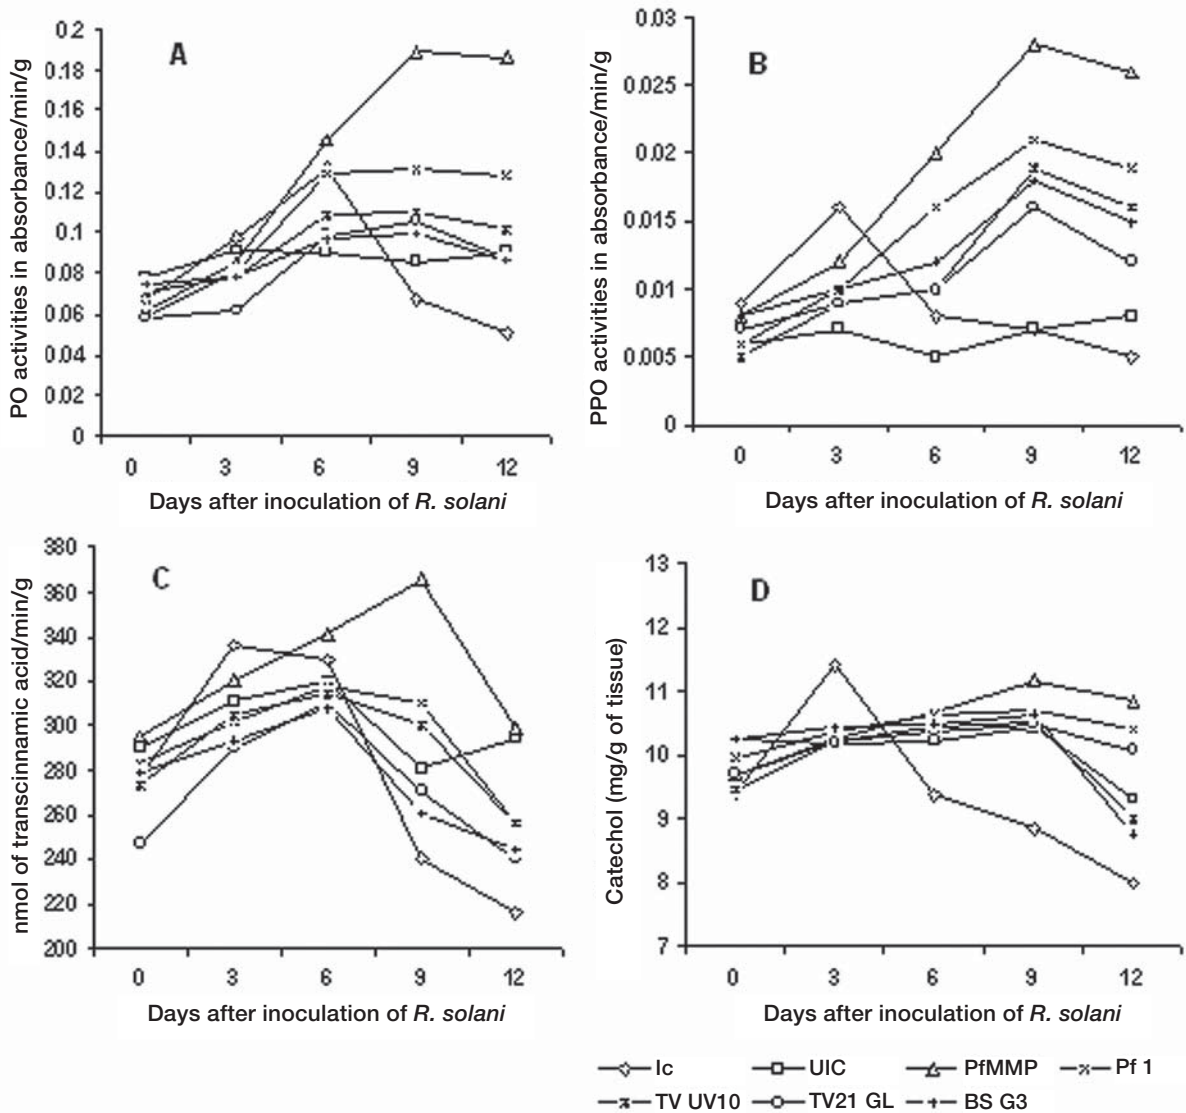 A
PO activities in absorbance/min/g
0.2
0.18
0.16
0.14
0.12
0.1
0.08
0.06
0.04
0.02
0
0 3 6 9 12
Days after inoculation of R. solani
B
PPO activities in absorbance/min/g
0.03
0.025
0.02
0.015
0.01
0.005
0
0 3 6 9 12
Days after inoculation of R. solani
C
nmol of transcinnamic acid/min/g
380
360
340
320
300
280
260
240
220
200
0 3 6 9 12
Days after inoculation of R. solani
D
Catechol (mg/g of tissue)
13
12
11
10
9
8
7
0 3 6 9 12
Days after inoculation of R. solani
Ic UIC PfMMP Pf 1
TV UV10 TV21 GL BS G3